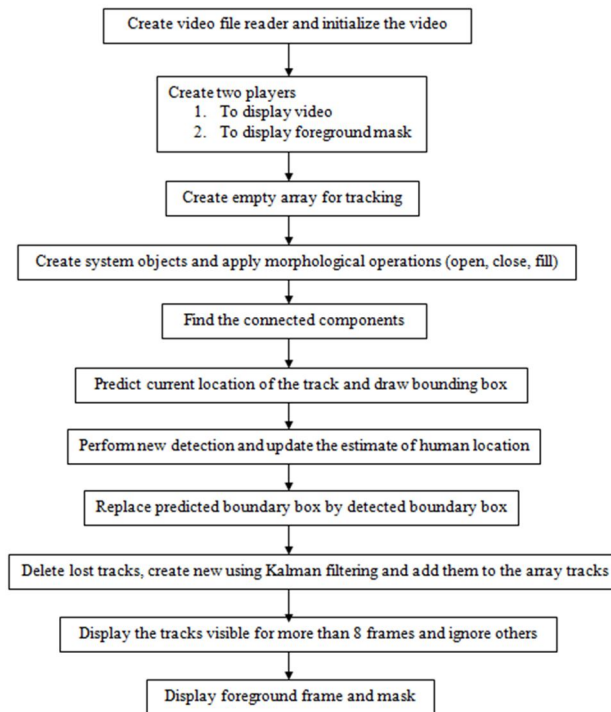 Create video file reader and initialize the video
Create two players
1. To display video
2. To display foreground mask
Create empty array for tracking
Create system objects and apply morphological operations (open, close, fill)
Find the connected components
Predict current location of the track and draw bounding box
Perform new detection and update the estimate of human location
Replace predicted boundary box by detected boundary box
Delete lost tracks, create new using Kalman filtering and add them to the array tracks
Display the tracks visible for more than 8 frames and ignore others
Display foreground frame and mask